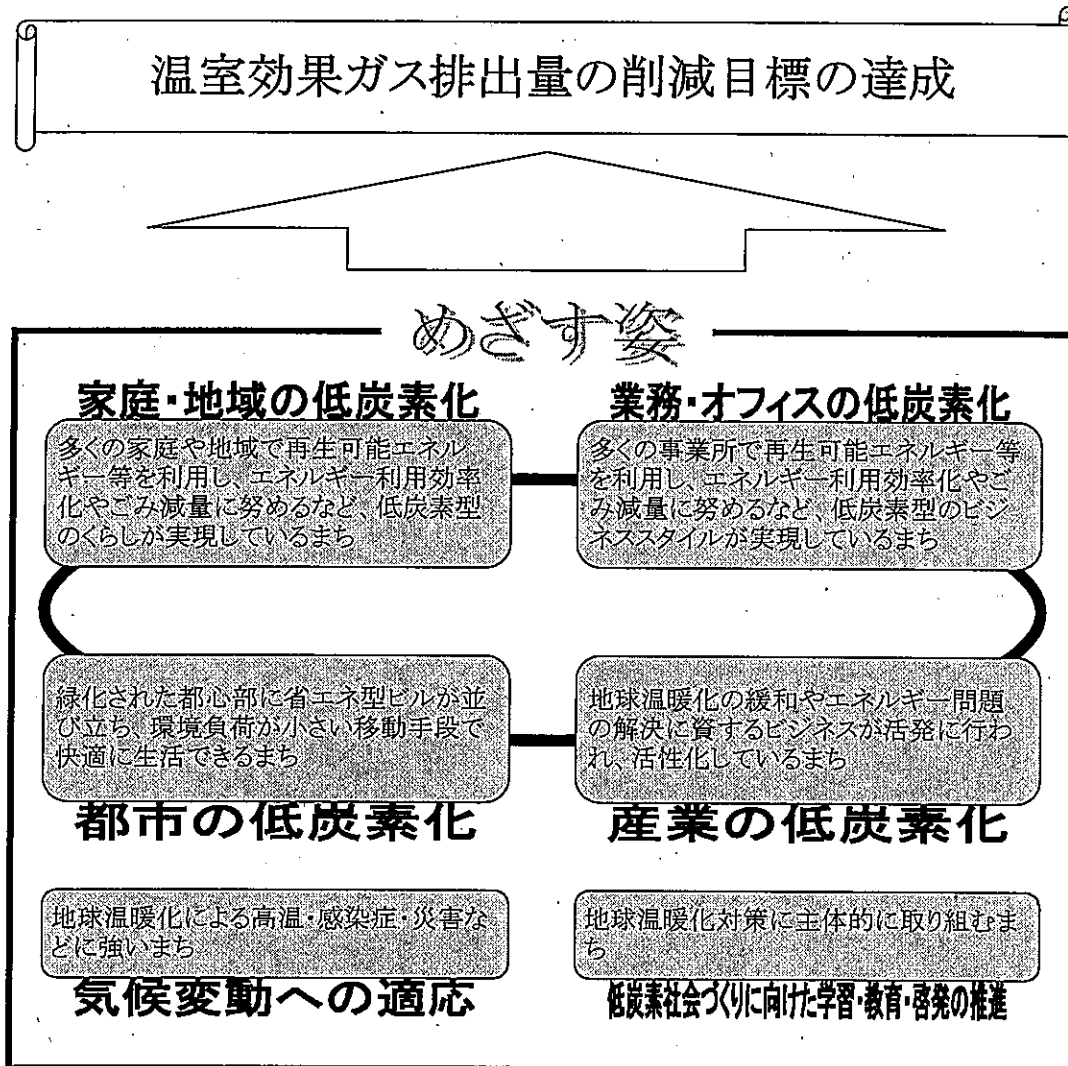 温室効果ガス排出量の削減目標の達成
めざす姿
家庭・地域の低炭素化
多くの家庭や地域で再生可能エネル
ギー等を利用し、エネルギー利用効率
化やごみ減量に努めるなど、低炭素型
のくらしが実現しているまち
業務・オフィスの低炭素化
多くの事業所で再生可能エネルギー等
を利用し、エネルギー利用効率化やご
み減量に努めるなど、低炭素型のビジ
ネススタイルが実現しているまち
緑化された都心部に省エネ型ビルが並
び立ち、環境負荷が小さい移動手段で
快適に生活できるまち
都市の低炭素化
地球温暖化の緩和やエネルギー問題
の解決に資するビジネスが活発に行わ
れ、活性化しているまち
産業の低炭素化
地球温暖化による高温・感染症・災害な
どに強いまち
気候変動への適応
地球温暖化対策に主体的に取り組むま
ち
低炭素社会づくりに向けた学習・教育・啓発の推進